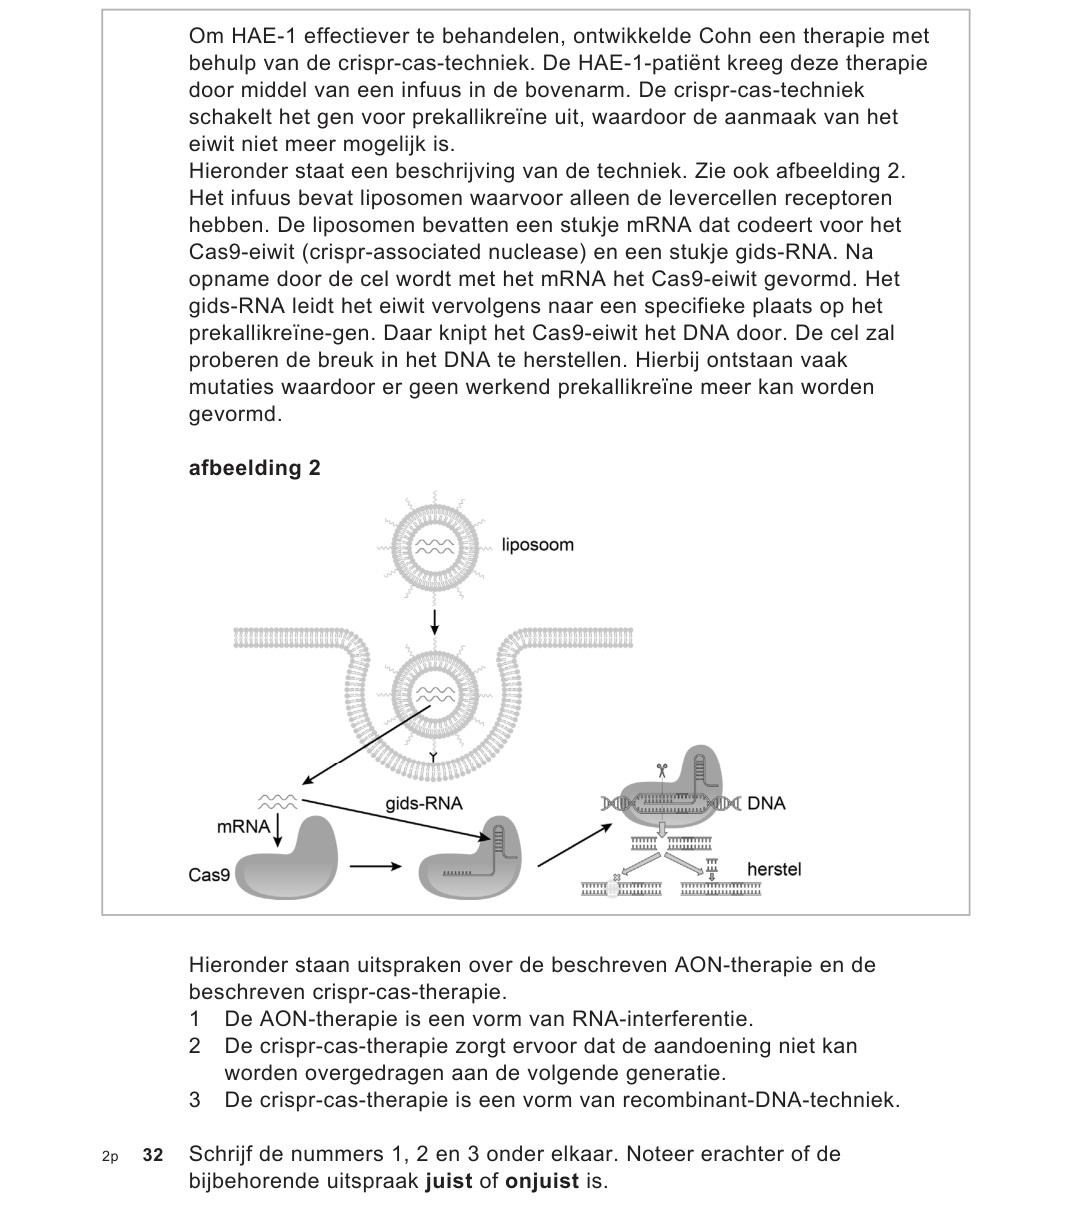 Om HAE-1 effectiever te behandelen, ontwikkelde Cohn een therapie met
behulp van de crispr-cas-techniek. De HAE-1-patiënt kreeg deze therapie
door middel van een infuus in de bovenarm. De crispr-cas-techniek
schakelt het gen voor prekallikreïne uit, waardoor de aanmaak van het
eiwit niet meer mogelijk is.
Hieronder staat een beschrijving van de techniek. Zie ook afbeelding 2.
Het infuus bevat liposomen waarvoor alleen de levercellen receptoren
hebben. De liposomen bevatten een stukje mRNA dat codeert voor het
Cas9-eiwit (crispr-associated nuclease) en een stukje gids-RNA. Na
opname door de cel wordt met het mRNA het Cas9-eiwit gevormd. Het
gids-RNA leidt het eiwit vervolgens naar een specifieke plaats op het
prekallikreïne-gen. Daar knipt het Cas9-eiwit het DNA door. De cel zal
proberen de breuk in het DNA te herstellen. Hierbij ontstaan vaak
mutaties waardoor er geen werkend prekallikreïne meer kan worden
gevormd.
afbeelding 2
liposoom
gids-RNA
DNA
mRNA
Cas9
herstel
Hieronder staan uitspraken over de beschreven AON-therapie en de
beschreven crispr-cas-therapie.
1 De AON-therapie is een vorm van RNA-interferentie.
2 De crispr-cas-therapie zorgt ervoor dat de aandoening niet kan
worden overgedragen aan de volgende generatie.
3 De crispr-cas-therapie is een vorm van recombinant-DNA-techniek.
2p 32 Schrijf de nummers 1, 2 en 3 onder elkaar. Noteer erachter of de
bijbehorende uitspraak juist of onjuist is.